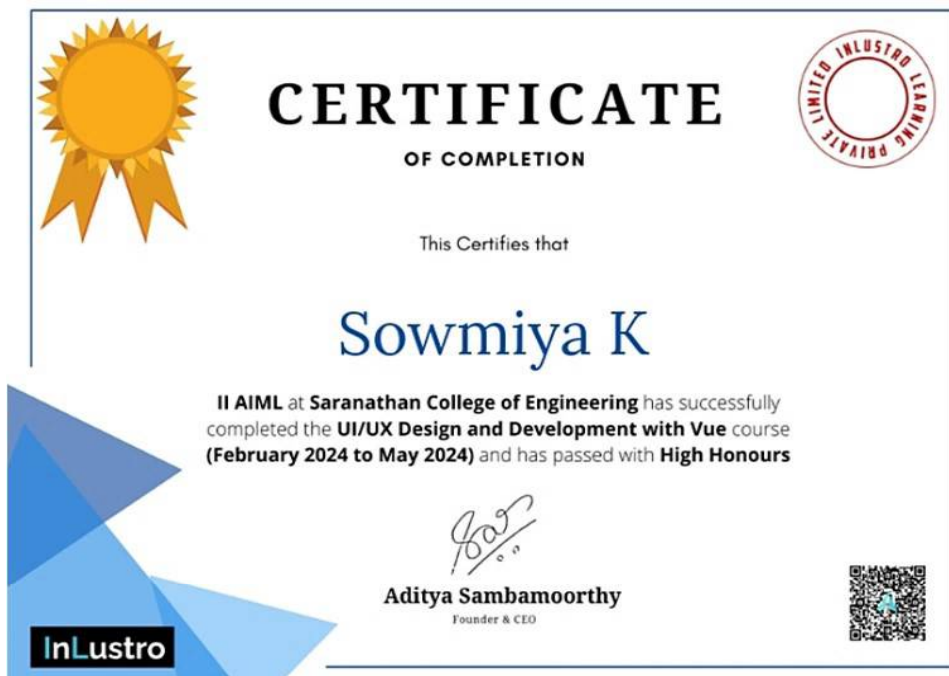 CERTIFICATE
INLUSTRO LEARNING PRIVATE LIMITED
OF COMPLETION
This Certifies that
Sowmiya K
II AIML at Saranathan College of Engineering has successfully
completed the UI/UX Design and Development with Vue course
(February 2024 to May 2024) and has passed with High Honours
Aditya Sambamoorthy
Founder & CEO
InLustro